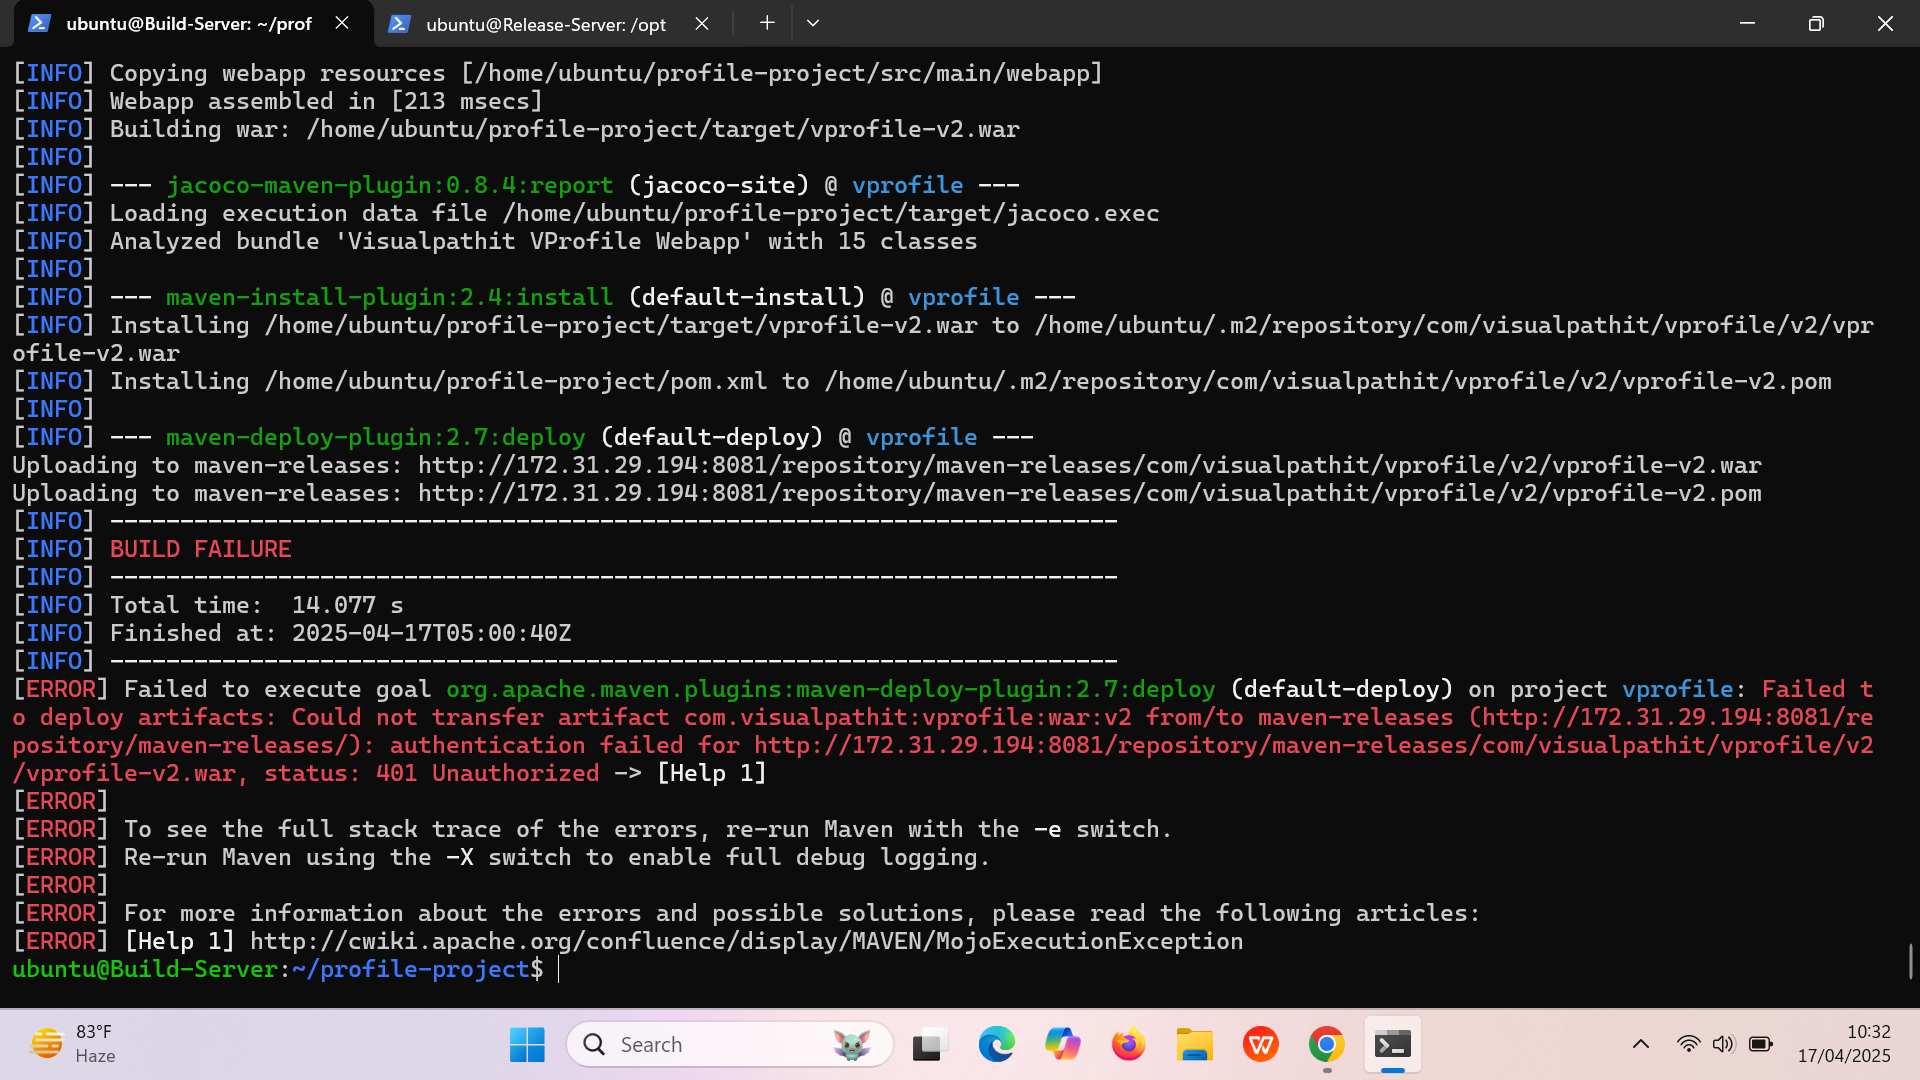 ubuntu@Build-Server: ~/prof
ubuntu@Release-Server: /opt
[INFO] Copying webapp resources [/home/ubuntu/profile-project/src/main/webapp]
[INFO] Webapp assembled in [213 msecs]
[INFO] Building war: /home/ubuntu/profile-project/target/vprofile-v2.war
[INFO]
[INFO] --- jacoco-maven-plugin:0.8.4:report (jacoco-site) @ vprofile ---
[INFO] Loading execution data file /home/ubuntu/profile-project/target/jacoco.exec
[INFO] Analyzed bundle 'Visualpathit VProfile Webapp' with 15 classes
[INFO]
[INFO] --- maven-install-plugin:2.4:install (default-install) @ vprofile ---
[INFO] Installing /home/ubuntu/profile-project/target/vprofile-v2.war to /home/ubuntu/.m2/repository/com/visualpathit/vprofile/v2/vpr
ofile-v2.war
[INFO] Installing /home/ubuntu/profile-project/pom.xml to /home/ubuntu/.m2/repository/com/visualpathit/vprofile/v2/vprofile-v2.pom
[INFO]
[INFO] --- maven-deploy-plugin:2.7:deploy (default-deploy) @ vprofile ---
Uploading to maven-releases: http://172.31.29.194:8081/repository/maven-releases/com/visualpathit/vprofile/v2/vprofile-v2.war
Uploading to maven-releases: http://172.31.29.194:8081/repository/maven-releases/com/visualpathit/vprofile/v2/vprofile-v2.pom
[INFO] ------------------------------------------------------------------------
[INFO] BUILD FAILURE
[INFO] ------------------------------------------------------------------------
[INFO] Total time:  14.077 s
[INFO] Finished at: 2025-04-17T05:00:40Z
[INFO] ------------------------------------------------------------------------
[ERROR] Failed to execute goal org.apache.maven.plugins:maven-deploy-plugin:2.7:deploy (default-deploy) on project vprofile: Failed t
o deploy artifacts: Could not transfer artifact com.visualpathit:vprofile:war:v2 from/to maven-releases (http://172.31.29.194:8081/re
pository/maven-releases/): authentication failed for http://172.31.29.194:8081/repository/maven-releases/com/visualpathit/vprofile/v2
/vprofile-v2.war, status: 401 Unauthorized -> [Help 1]
[ERROR]
[ERROR] To see the full stack trace of the errors, re-run Maven with the -e switch.
[ERROR] Re-run Maven using the -X switch to enable full debug logging.
[ERROR]
[ERROR] For more information about the errors and possible solutions, please read the following articles:
[ERROR] [Help 1] http://cwiki.apache.org/confluence/display/MAVEN/MojoExecutionException
ubuntu@Build-Server:~/profile-project$
83°F
Haze
Search
10:32
17/04/2025